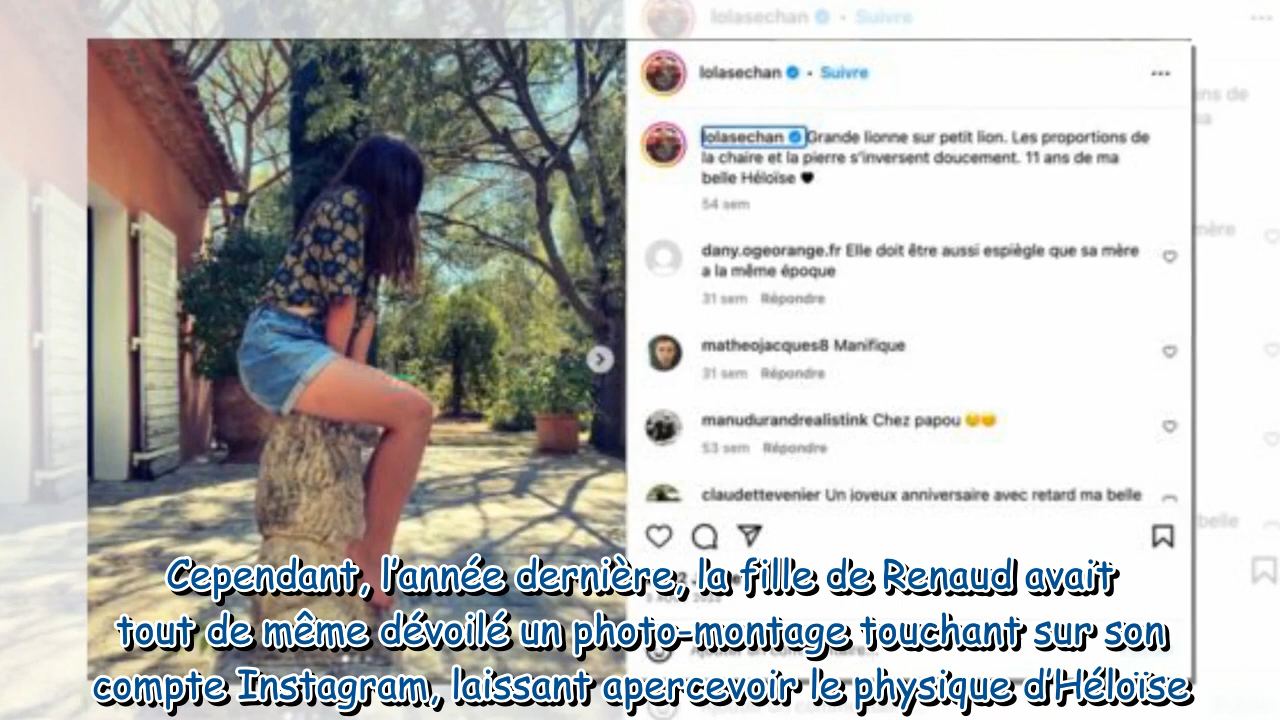 lolasechan • Suivre
lolasechan • Suivre
lolasechan Grande lionne sur petit lion. Les proportions de
la chaire et la pierre s'inversent doucement. 11 ans de ma
belle Héloïse 🖤
54 sem
dany.ogeorange.fr Elle doit être aussi espiègle que sa mère
a la même époque
31 sem Répondre
matheojacques8 Manifique
31 sem Répondre
manudurandrealistink Chez papou
53 sem Répondre
claudettevenier Un joyeux anniversaire avec retard ma belle
Cependant, l'année dernière, la fille de Renaud avait
tout de même dévoilé un photo-montage touchant sur son
compte Instagram, laissant apercevoir le physique d'Héloïse